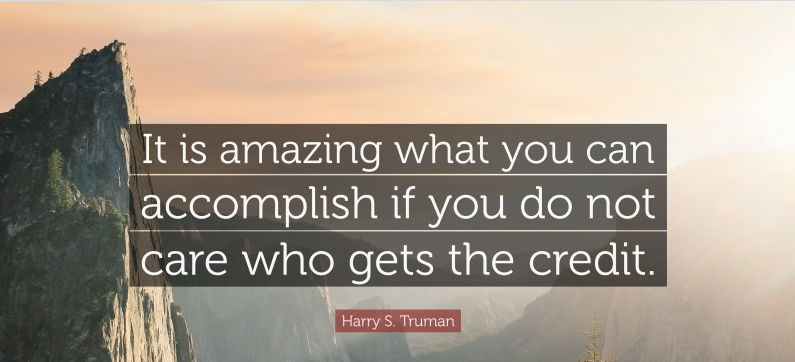 It is amazing what you can
accomplish if you do not
care who gets the credit.
Harry S. Truman